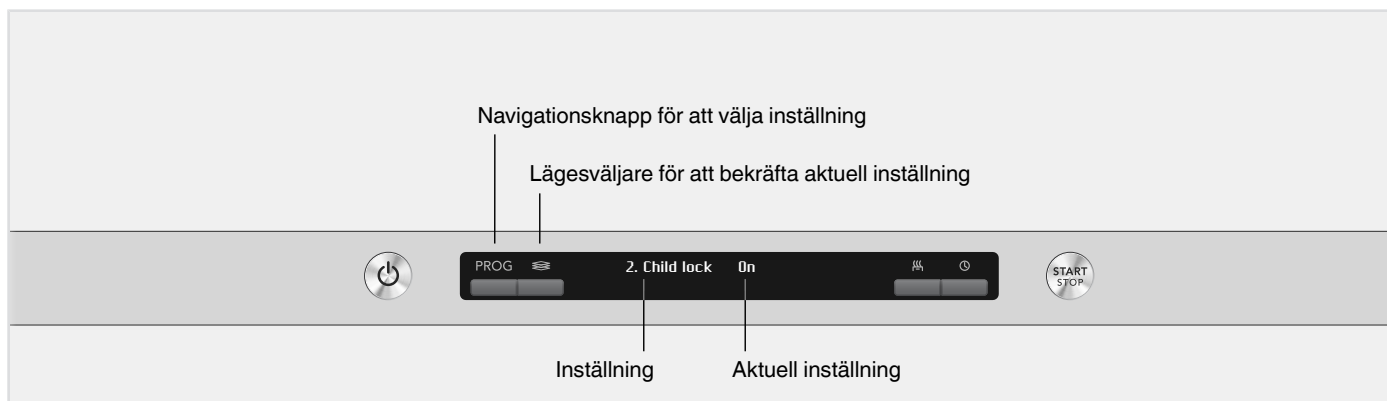 Navigationsknapp för att välja inställning
Lägesväljare för att bekräfta aktuell inställning
PROG
2. Child lock On
START
STOP
Inställning
Aktuell inställning